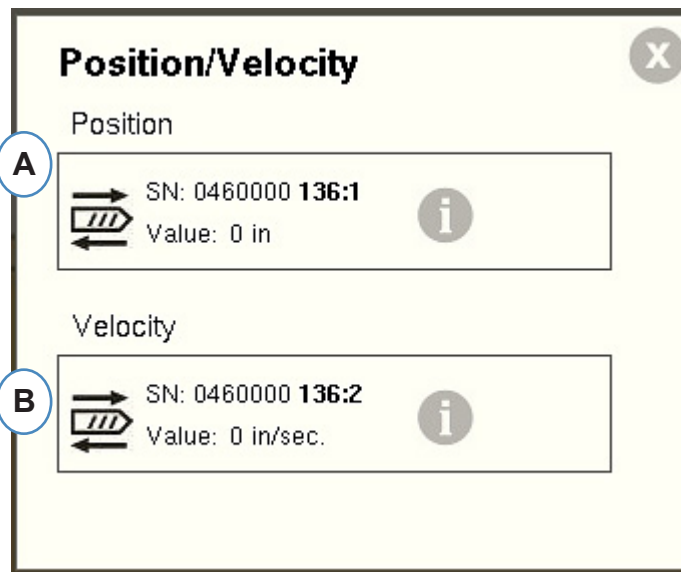 Position/Velocity
X
Position
A
SN: 0460000 136:1
Value: 0 in
i
Velocity
B
SN: 0460000 136:2
Value: 0 in/sec.
i